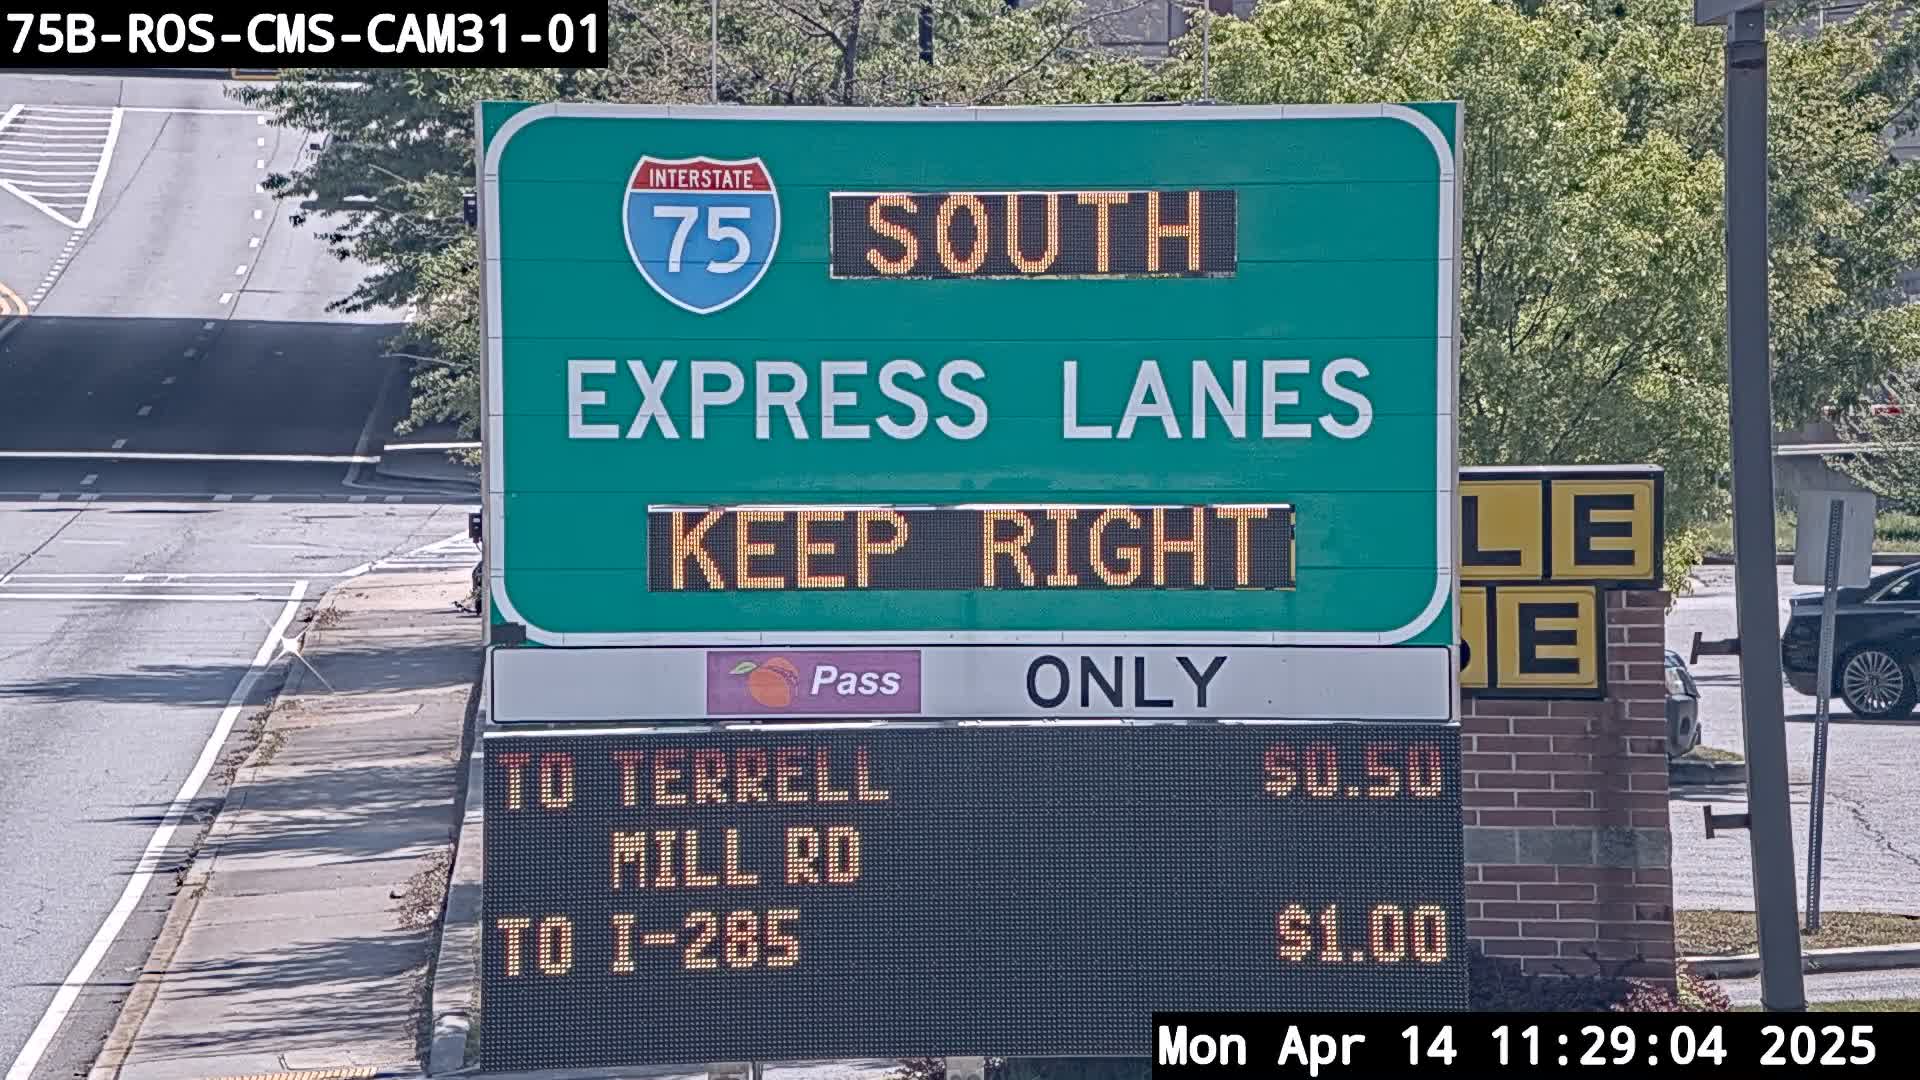 75B-ROS-CMS-CAM31-01
INTERSTATE
75
SOUTH
EXPRESS LANES
KEEP RIGHT
Pass ONLY
TO TERRELL $0.50
MILL RD
TO I-285 $1.00
LE
E
Mon Apr 14 11:29:04 2025